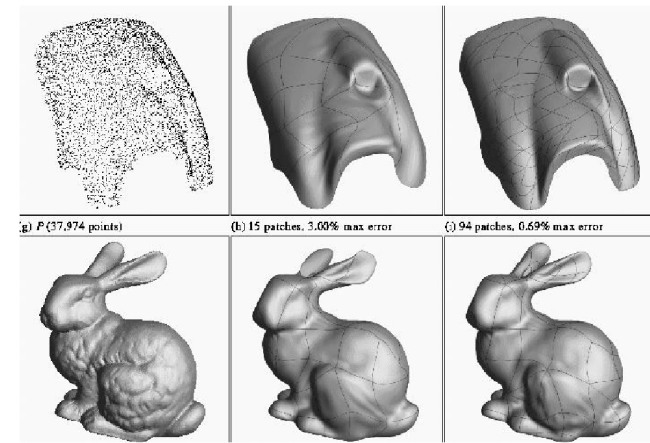 (g) P (37,974 points)
(h) 15 patches, 3.00% max error
(i) 94 patches, 0.69% max error